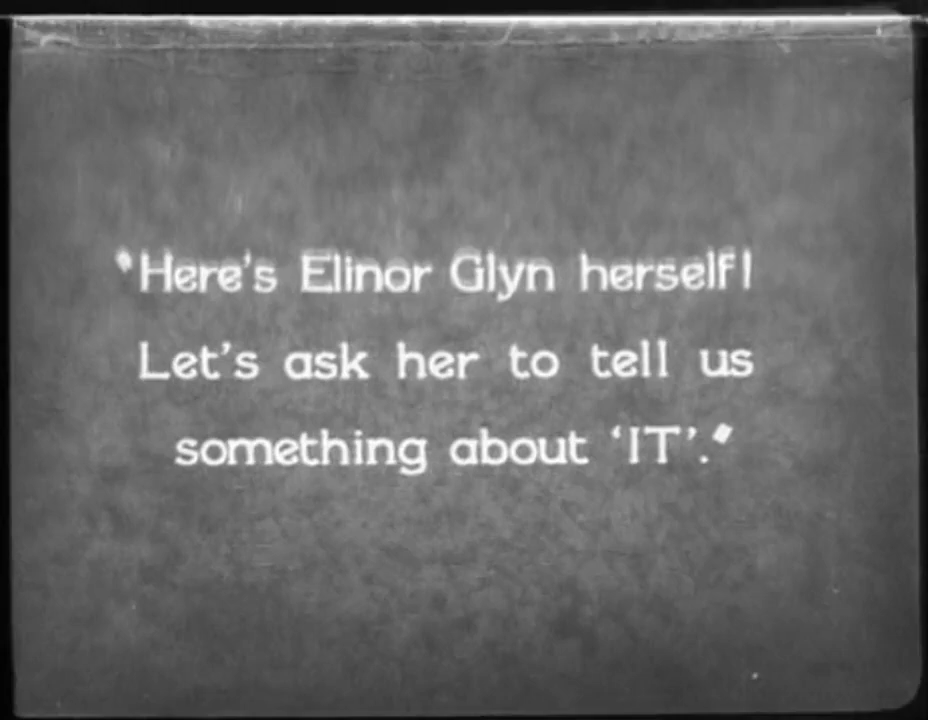 "Here's Elinor Glyn herself!
Let's ask her to tell us
something about 'IT'."